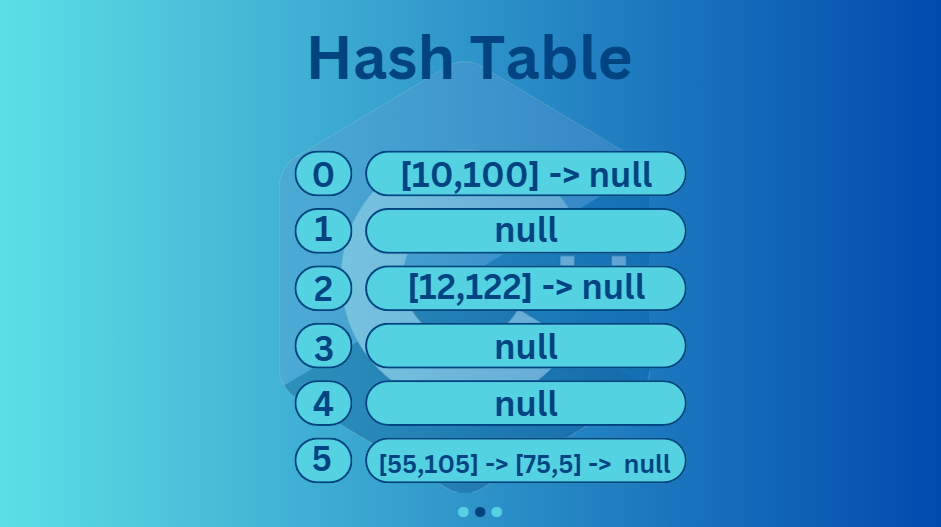 Hash Table
0 [10,100] -> null
1 null
2 [12,122] -> null
3 null
4 null
5 [55,105] -> [75,5] -> null